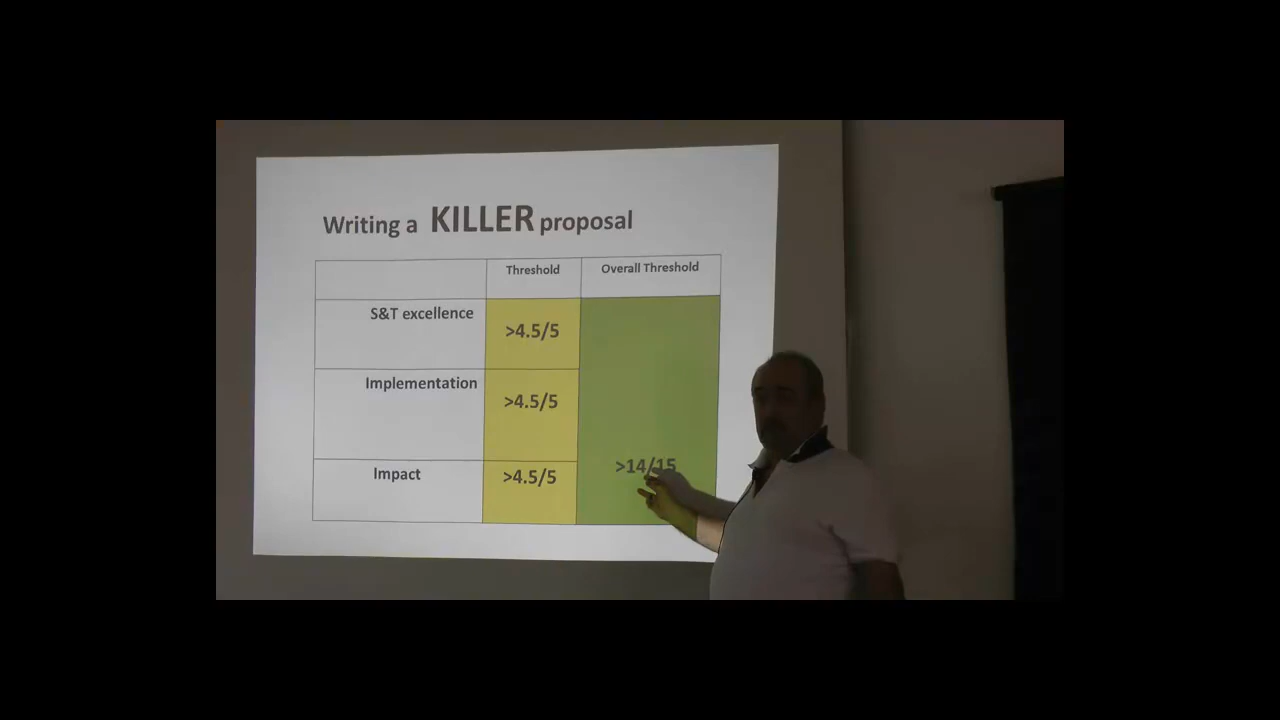 Writing a KILLER proposal
Threshold Overall Threshold
S&T excellence >4.5/5
Implementation >4.5/5
Impact >4.5/5 >14/15